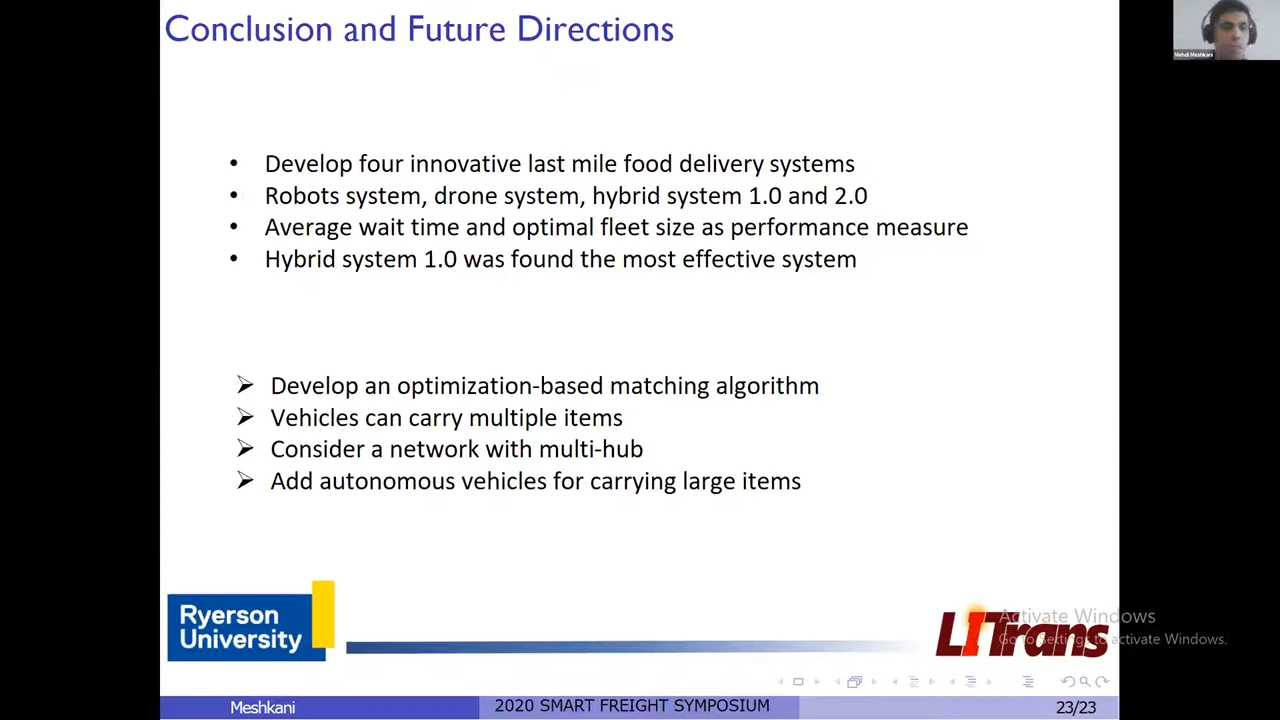 Conclusion and Future Directions
Mehdi Meshkani
• Develop four innovative last mile food delivery systems
• Robots system, drone system, hybrid system 1.0 and 2.0
• Average wait time and optimal fleet size as performance measure
• Hybrid system 1.0 was found the most effective system
➢ Develop an optimization-based matching algorithm
➢ Vehicles can carry multiple items
➢ Consider a network with multi-hub
➢ Add autonomous vehicles for carrying large items
Ryerson
University
LITrans
Activate Windows
Go to Settings to activate Windows.
Meshkani
2020 SMART FREIGHT SYMPOSIUM
23/23